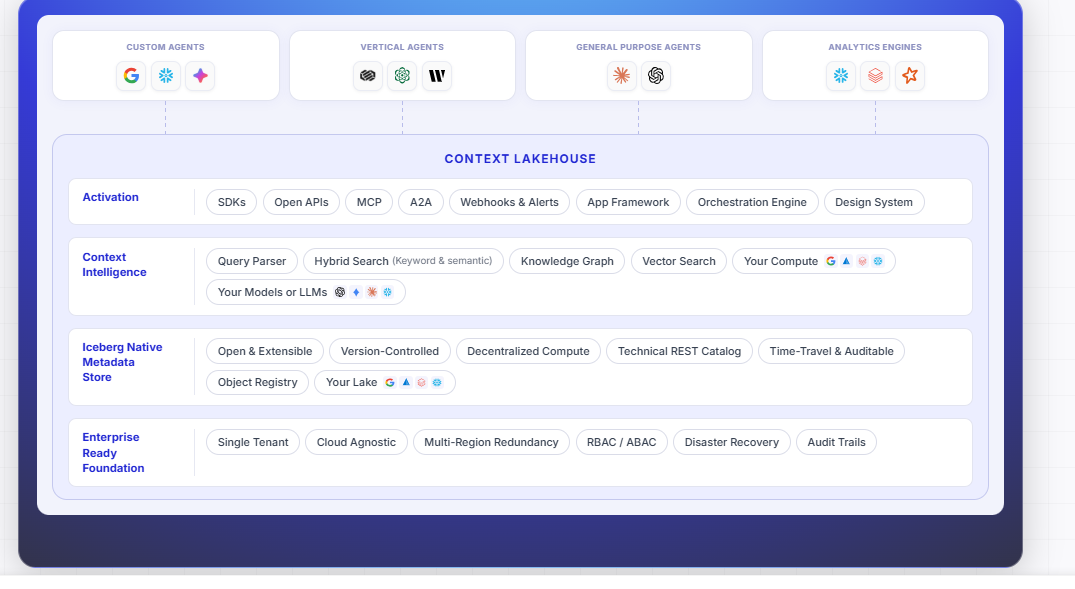 CUSTOM AGENTS
VERTICAL AGENTS
GENERAL PURPOSE AGENTS
ANALYTICS ENGINES
CONTEXT LAKEHOUSE
Activation
SDKs
Open APIs
MCP
A2A
Webhooks & Alerts
App Framework
Orchestration Engine
Design System
Context
Intelligence
Query Parser
Hybrid Search (Keyword & semantic)
Knowledge Graph
Vector Search
Your Compute
Your Models or LLMs
Iceberg Native
Metadata
Store
Open & Extensible
Version-Controlled
Decentralized Compute
Technical REST Catalog
Time-Travel & Auditable
Object Registry
Your Lake
Enterprise
Ready
Foundation
Single Tenant
Cloud Agnostic
Multi-Region Redundancy
RBAC / ABAC
Disaster Recovery
Audit Trails